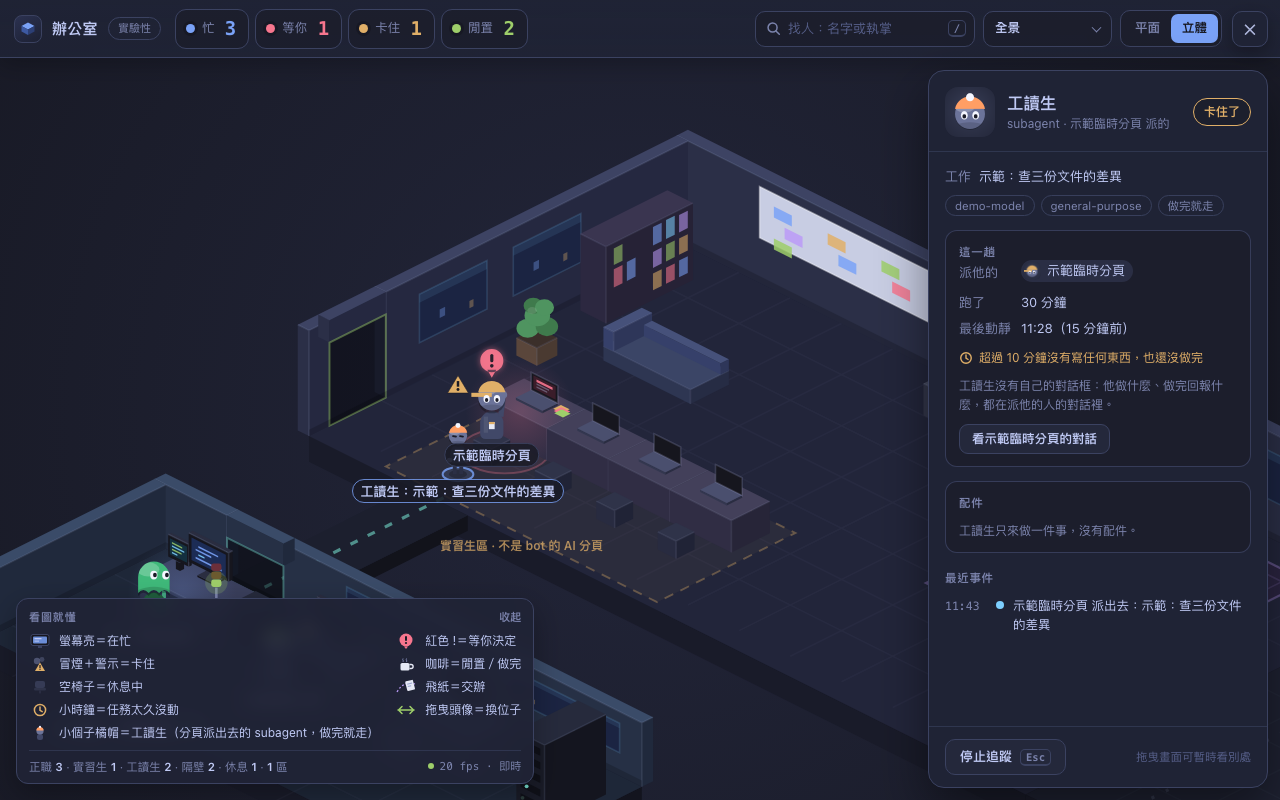 辦公室
實驗性
忙 3
等你 1
卡住 1
閒置 2
找人：名字或執掌
/
全景
平面
立體
工讀生
subagent · 示範臨時分頁 派的
卡住了
工作 示範：查三份文件的差異
demo-model
general-purpose
做完就走
這一趟
派他的 示範臨時分頁
跑了 30 分鐘
最後動靜 11:28（15 分鐘前）
超過 10 分鐘沒有寫任何東西，也還沒做完
工讀生沒有自己的對話框：他做什麼、做完回報什
麼，都在派他的人的對話裡。
看示範臨時分頁的對話
配件
工讀生只來做一件事，沒有配件。
最近事件
11:43 示範臨時分頁 派出去：示範：查三份文件
的差異
停止追蹤 Esc
拖曳畫面可暫時看別處
示範臨時分頁
工讀生：示範：查三份文件的差異
實習生區 · 不是 bot 的 AI 分頁
看圖就懂
收起
螢幕亮＝在忙
紅色 !＝等你決定
冒煙＋警示＝卡住
咖啡＝閒置 / 做完
空椅子＝休息中
飛紙＝交辦
小時鐘＝任務太久沒動
拖曳頭像＝換位子
小個子橘帽＝工讀生（分頁派出去的 subagent，做完就走）
正職 3 · 實習生 1 · 工讀生 2 · 隔壁 2 · 休息 1 · 1 區
20 fps · 即時